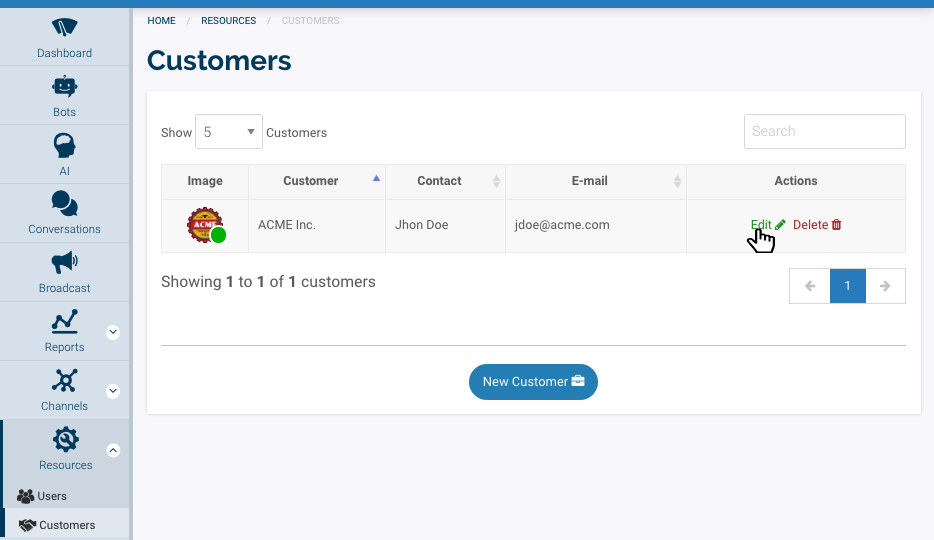 HOME / RESOURCES / CUSTOMERS
Customers
Dashboard
Bots
AI
Conversations
Broadcast
Reports
Channels
Resources
Users
Customers
Show 5 Customers
Search
Image Customer Contact E-mail Actions
ACME
ACME Inc. Jhon Doe jdoe@acme.com Edit Delete
Showing 1 to 1 of 1 customers
1
New Customer